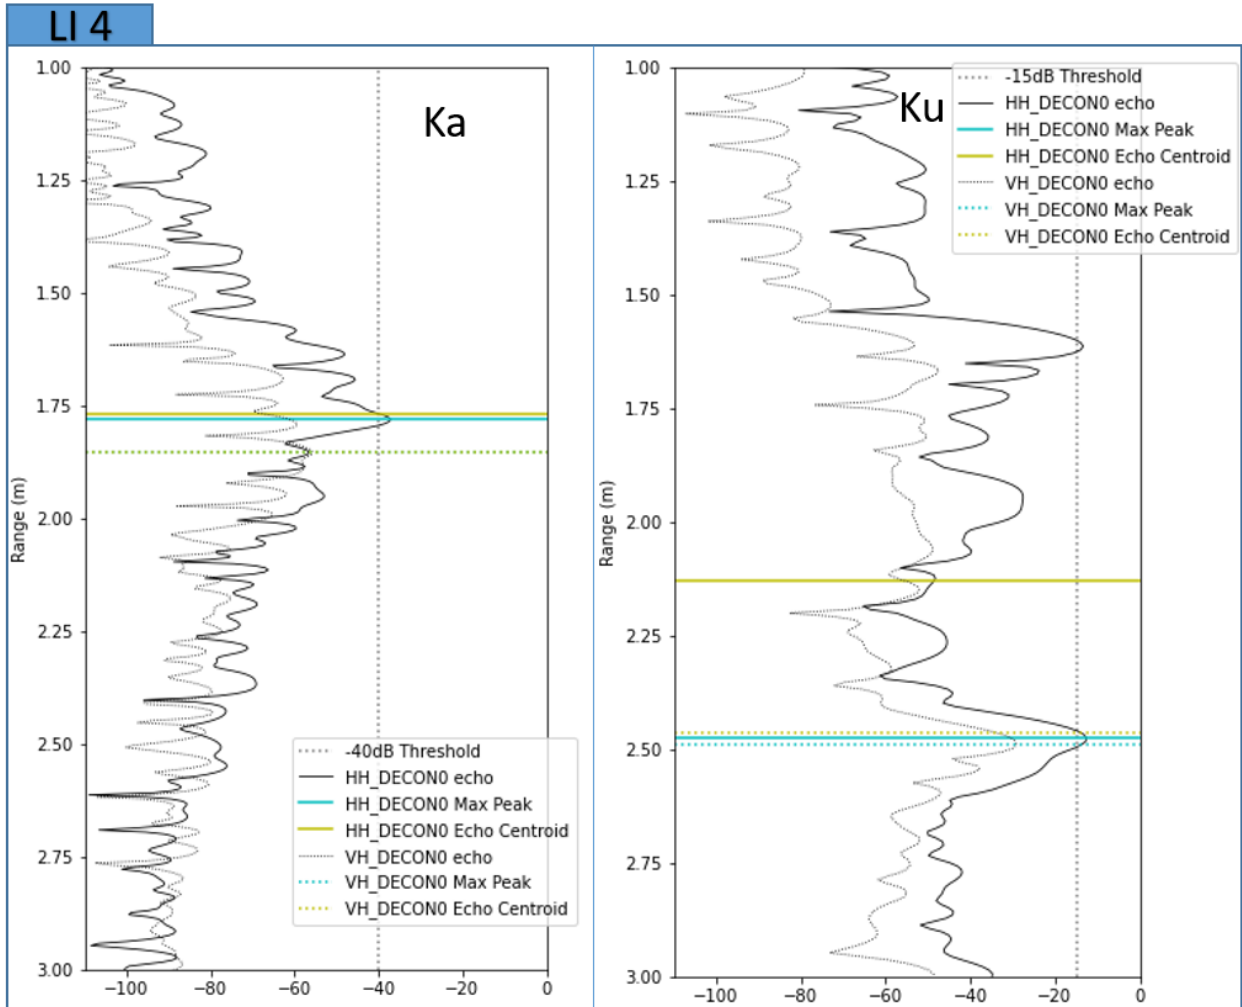 LI 4
Ka
Range (m)
1.00
1.25
1.50
1.75
2.00
2.25
2.50
2.75
3.00
−100
−80
−60
−40
−20
0
-40dB Threshold
HH_DECON0 echo
HH_DECON0 Max Peak
HH_DECON0 Echo Centroid
VH_DECON0 echo
VH_DECON0 Max Peak
VH_DECON0 Echo Centroid
Ku
Range (m)
1.00
1.25
1.50
1.75
2.00
2.25
2.50
2.75
3.00
−100
−80
−60
−40
−20
0
-15dB Threshold
HH_DECON0 echo
HH_DECON0 Max Peak
HH_DECON0 Echo Centroid
VH_DECON0 echo
VH_DECON0 Max Peak
VH_DECON0 Echo Centroid